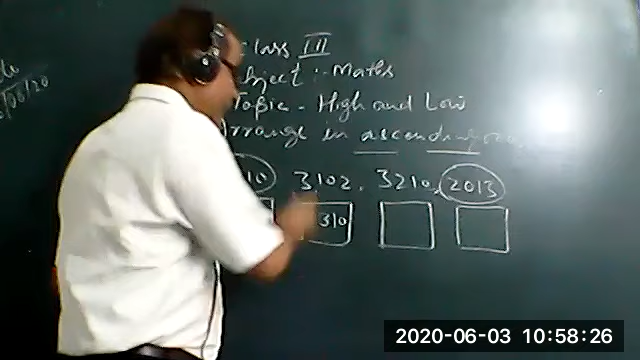 Class III
Subject :- Maths
Topic - High and Low
Arrange in ascending
10, 3102, 3210, 2013
310
2020-06-03 10:58:26